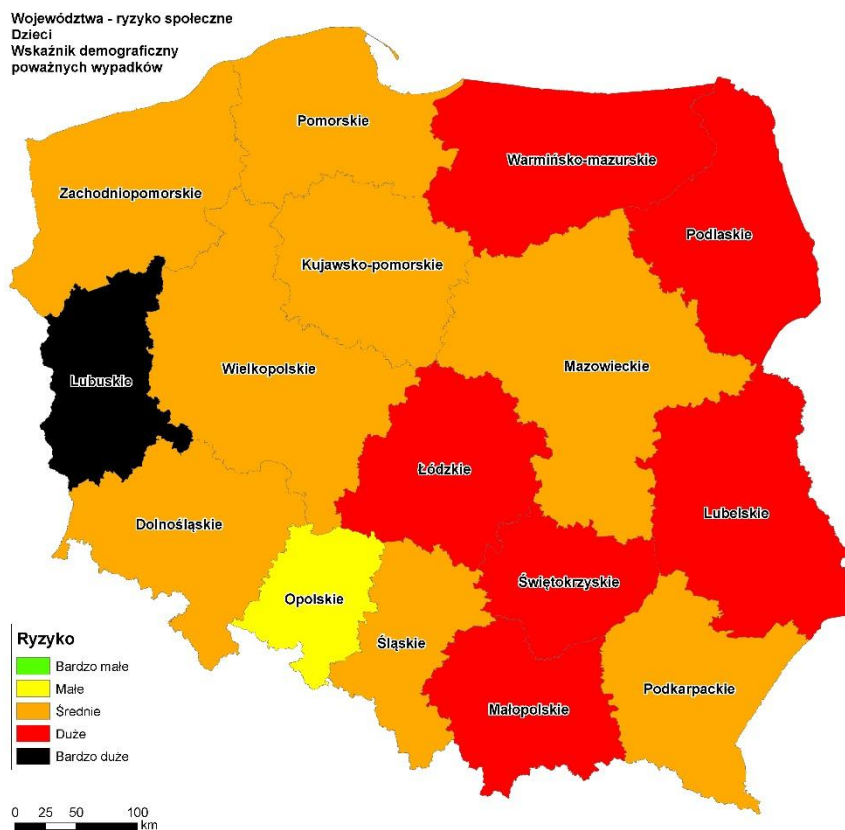 Województwa - ryzyko społeczne
Dzieci
Wskaźnik demograficzny
poważnych wypadków
Pomorskie
Warmińsko-mazurskie
Zachodniopomorskie
Podlaskie
Kujawsko-pomorskie
Mazowieckie
Wielkopolskie
Lubuskie
Łódzkie
Lubelskie
Dolnośląskie
Świętokrzyskie
Opolskie
Śląskie
Podkarpackie
Małopolskie
Ryzyko
Bardzo małe
Małe
Średnie
Duże
Bardzo duże
0 25 50 100
km